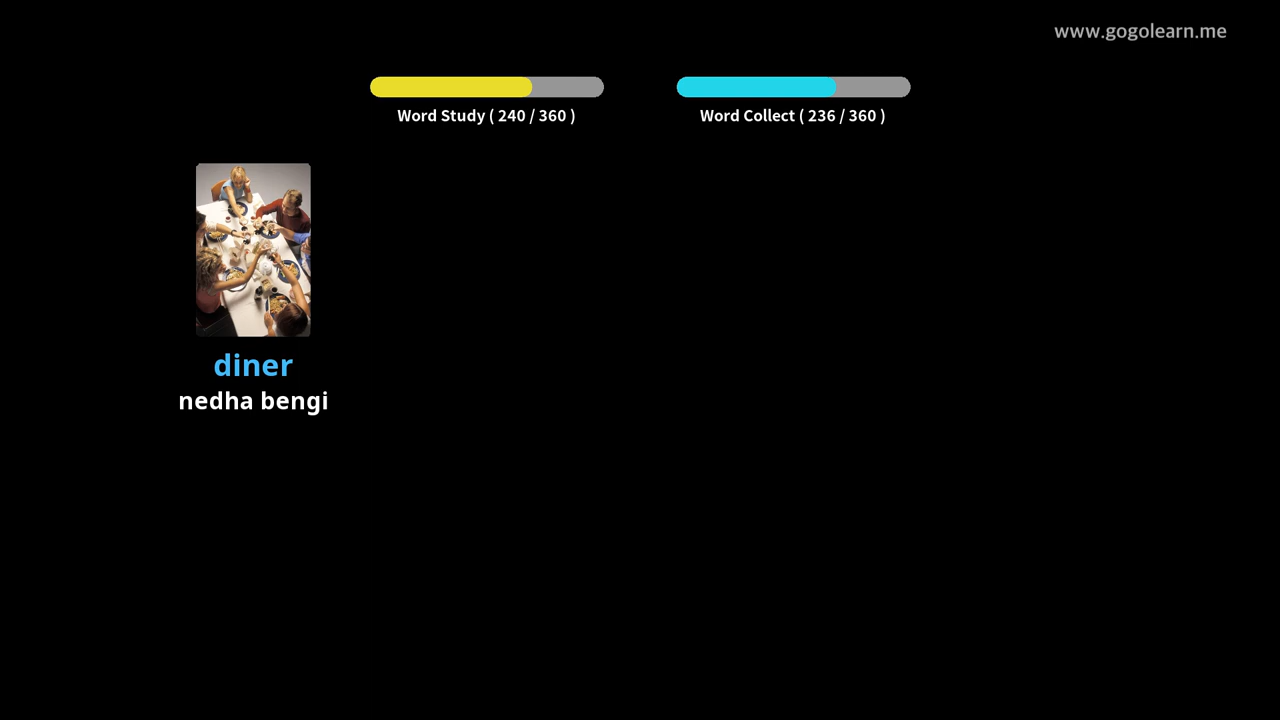 www.gogolearn.me
Word Study ( 240 / 360 )
Word Collect ( 236 / 360 )
diner
nedha bengi